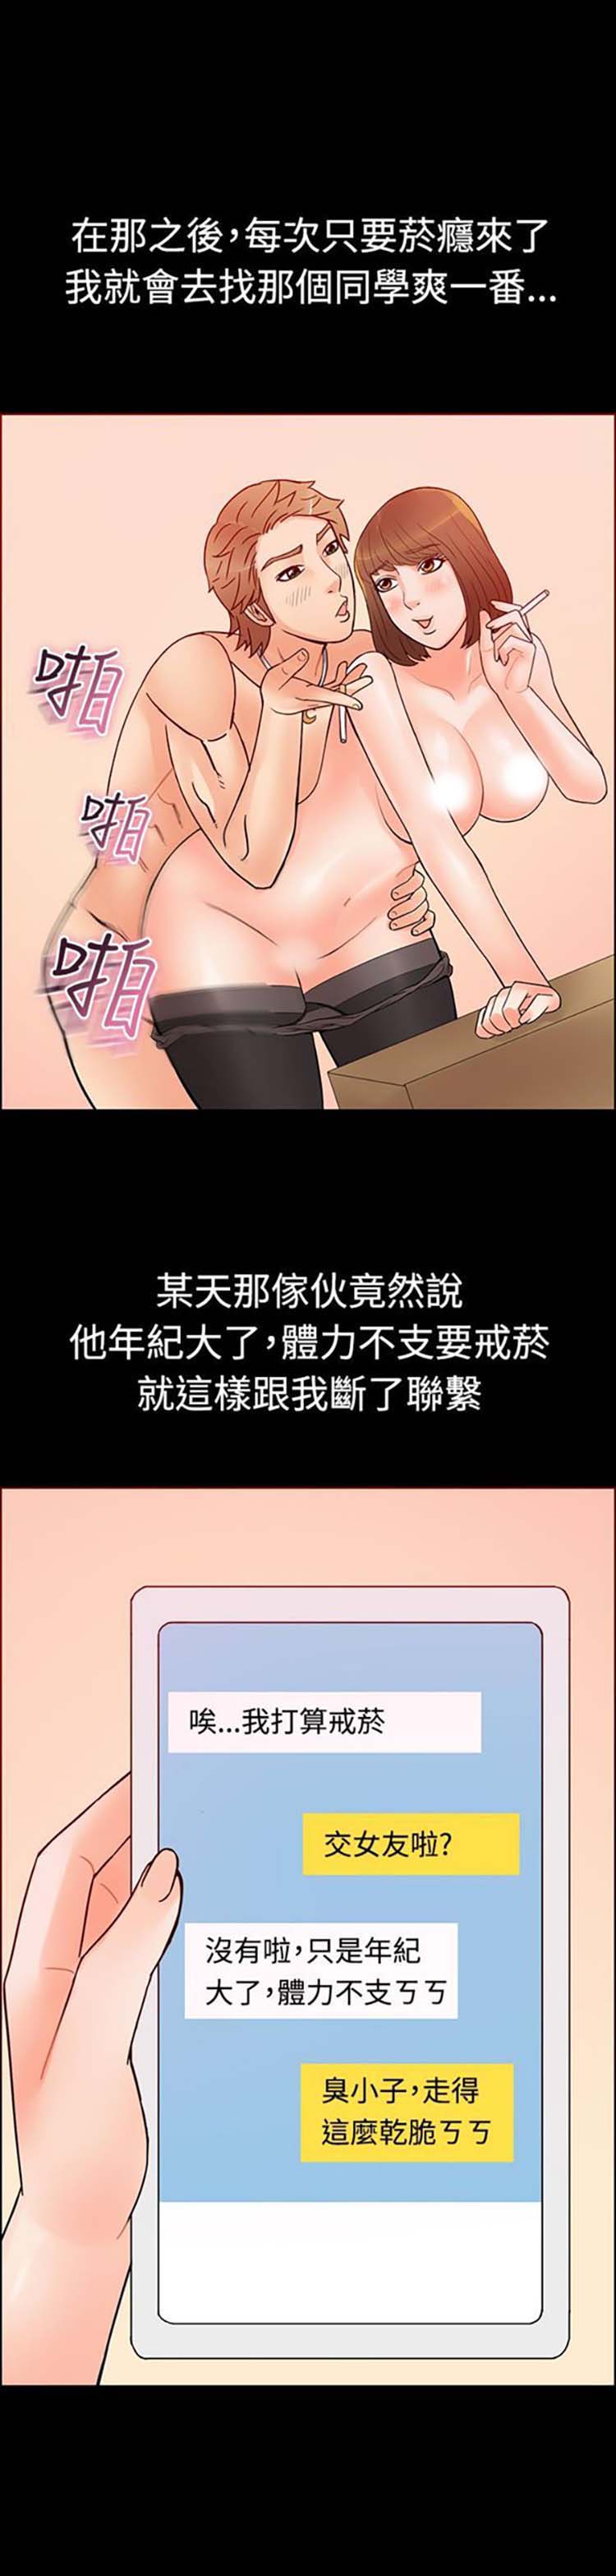 在那之後，每次只要菸癮來了
我就會去找那個同學爽一番...
啪
啪
啪
某天那傢伙竟然說
他年紀大了，體力不支要戒菸
就這樣跟我斷了聯繫
唉...我打算戒菸
交女友啦?
沒有啦，只是年紀
大了，體力不支ㄎㄎ
臭小子，走得
這麼乾脆ㄎㄎ